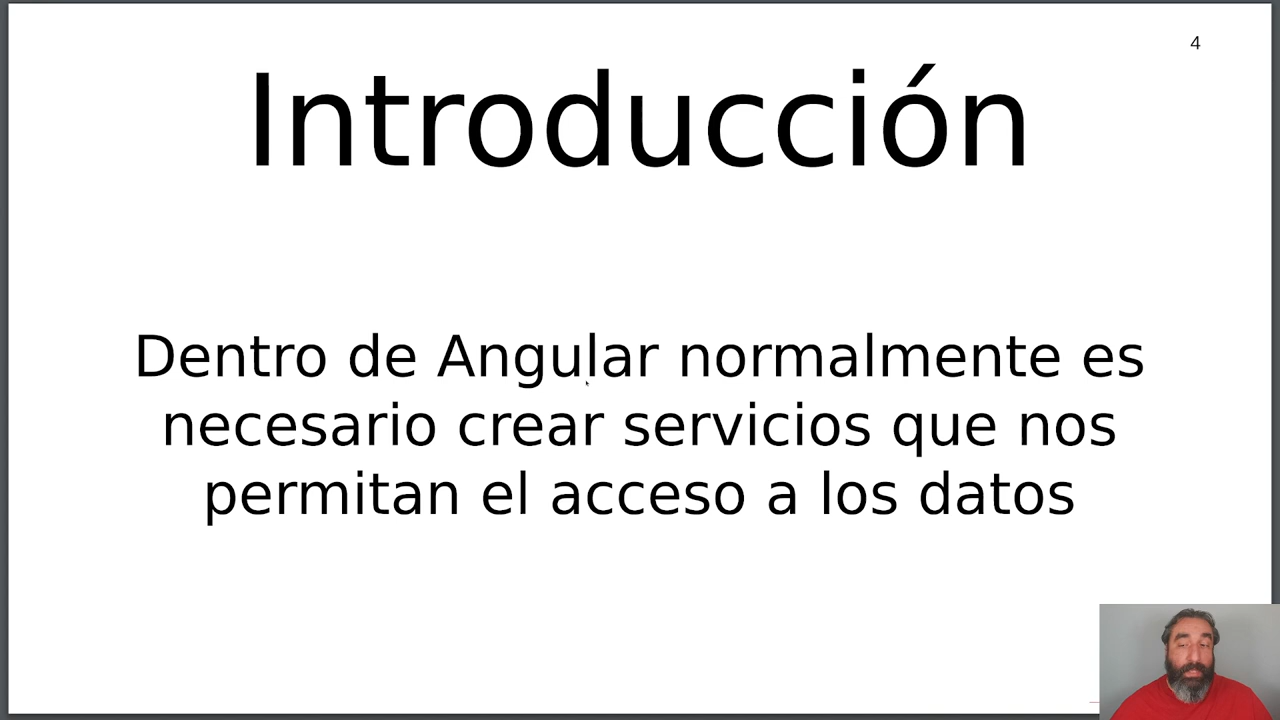 4
Introducción
Dentro de Angular normalmente es
necesario crear servicios que nos
permitan el acceso a los datos